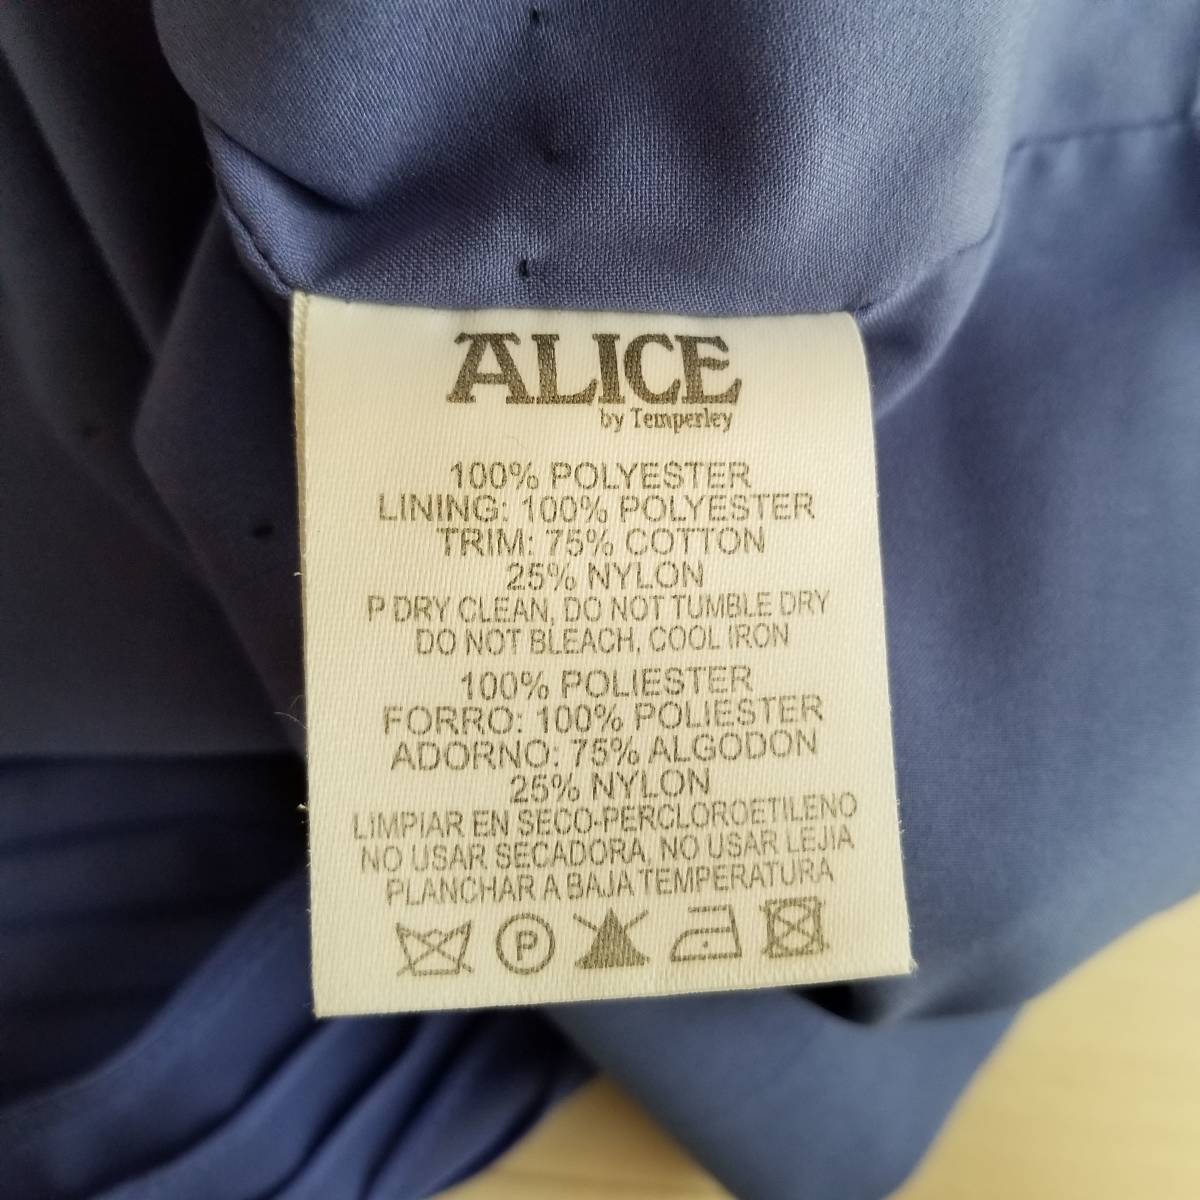 ALICE
by Temperley
100% POLYESTER
LINING: 100% POLYESTER
TRIM: 75% COTTON
25% NYLON
P DRY CLEAN, DO NOT TUMBLE DRY
DO NOT BLEACH, COOL IRON
100% POLIESTER
FORRO: 100% POLIESTER
ADORNO: 75% ALGODON
25% NYLON
LIMPIAR EN SECO-PERCLOROETILENO
NO USAR SECADORA, NO USAR LEJIA
PLANCHAR A BAJA TEMPERATURA
P